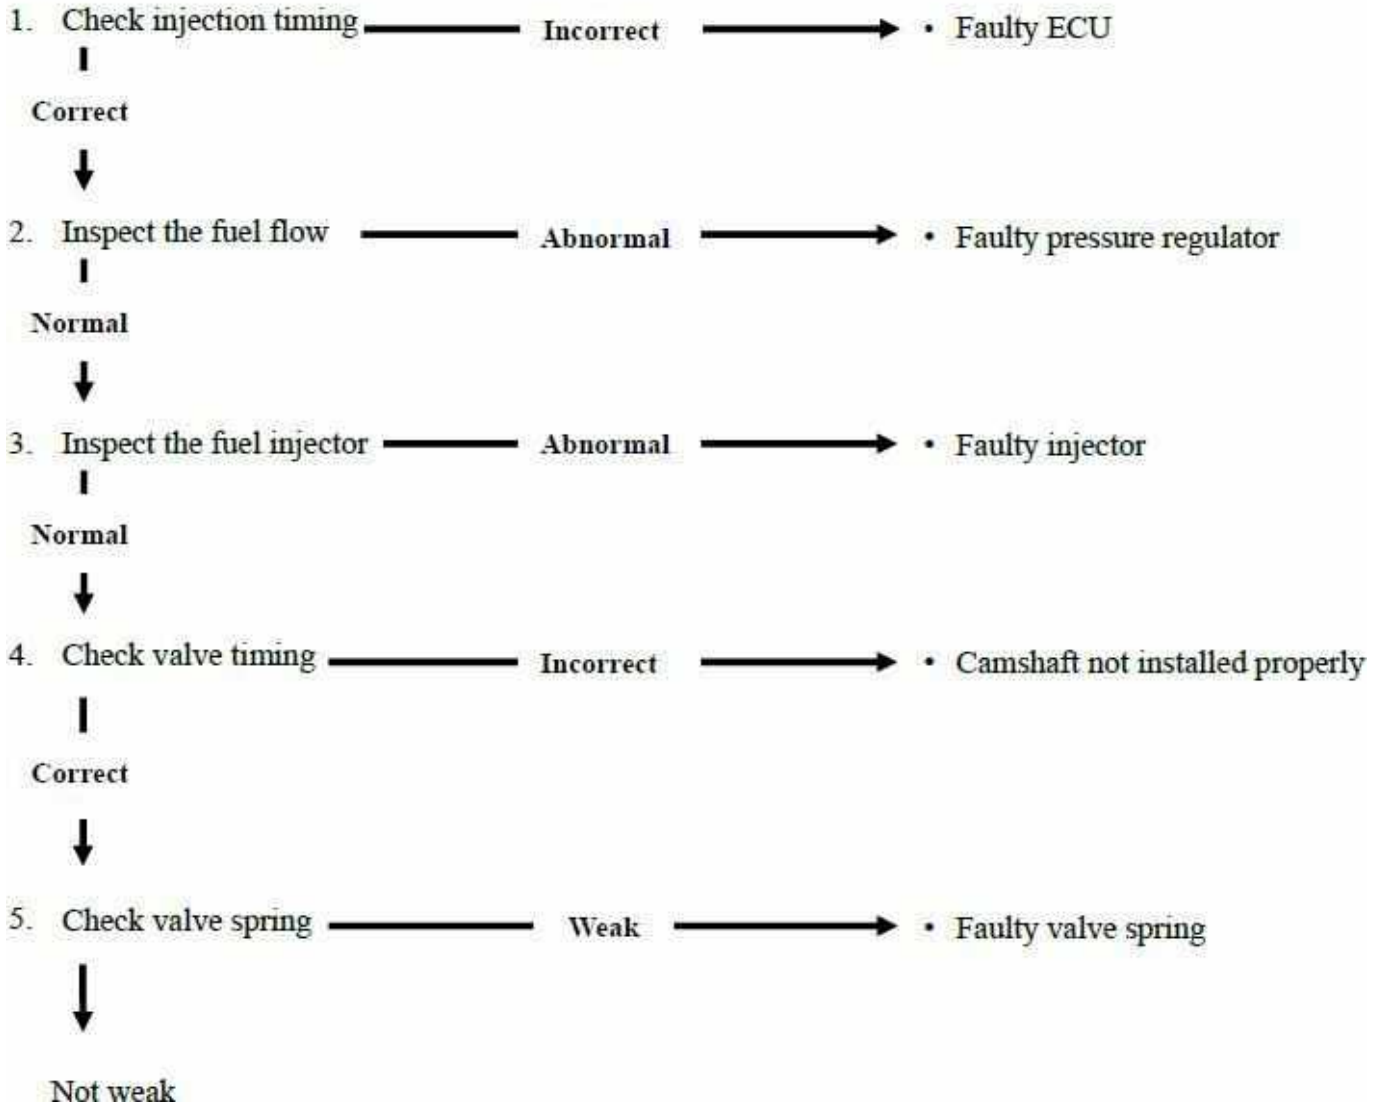 1. Check injection timing Incorrect • Faulty ECU
Correct
2. Inspect the fuel flow Abnormal • Faulty pressure regulator
Normal
3. Inspect the fuel injector Abnormal • Faulty injector
Normal
4. Check valve timing Incorrect • Camshaft not installed properly
Correct
5. Check valve spring Weak • Faulty valve spring
Not weak